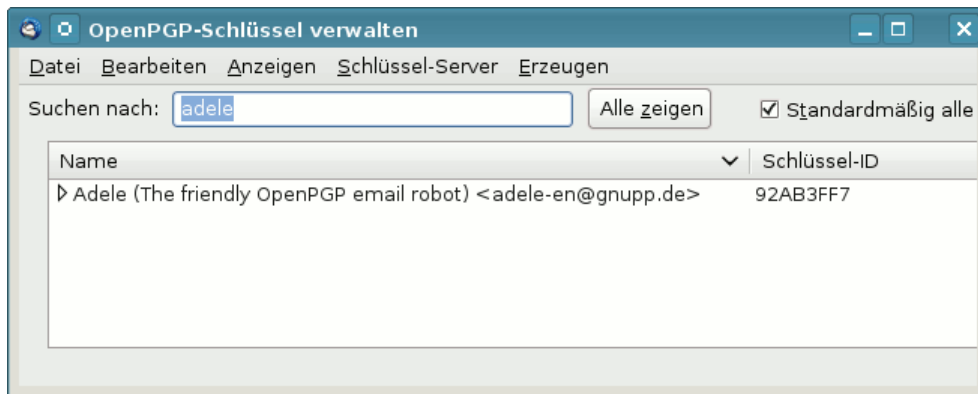 OpenPGP-Schlüssel verwalten
Datei Bearbeiten Anzeigen Schlüssel-Server Erzeugen
Suchen nach: adele Alle zeigen Standardmäßig alle
Name Schlüssel-ID
Adele (The friendly OpenPGP email robot) <adele-en@gnupp.de> 92AB3FF7